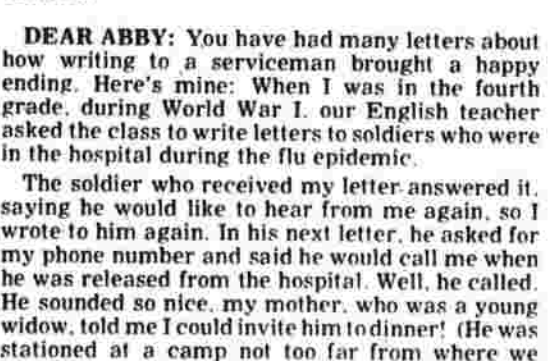 DEAR ABBY: You have had many letters about
how writing to a serviceman brought a happy
ending. Here's mine: When I was in the fourth
grade, during World War I, our English teacher
asked the class to write letters to soldiers who were
in the hospital during the flu epidemic.
The soldier who received my letter answered it,
saying he would like to hear from me again, so I
wrote to him again. In his next letter, he asked for
my phone number and said he would call me when
he was released from the hospital. Well, he called.
He sounded so nice, my mother, who was a young
widow, told me I could invite him to dinner! (He was
stationed at a camp not too far from where we